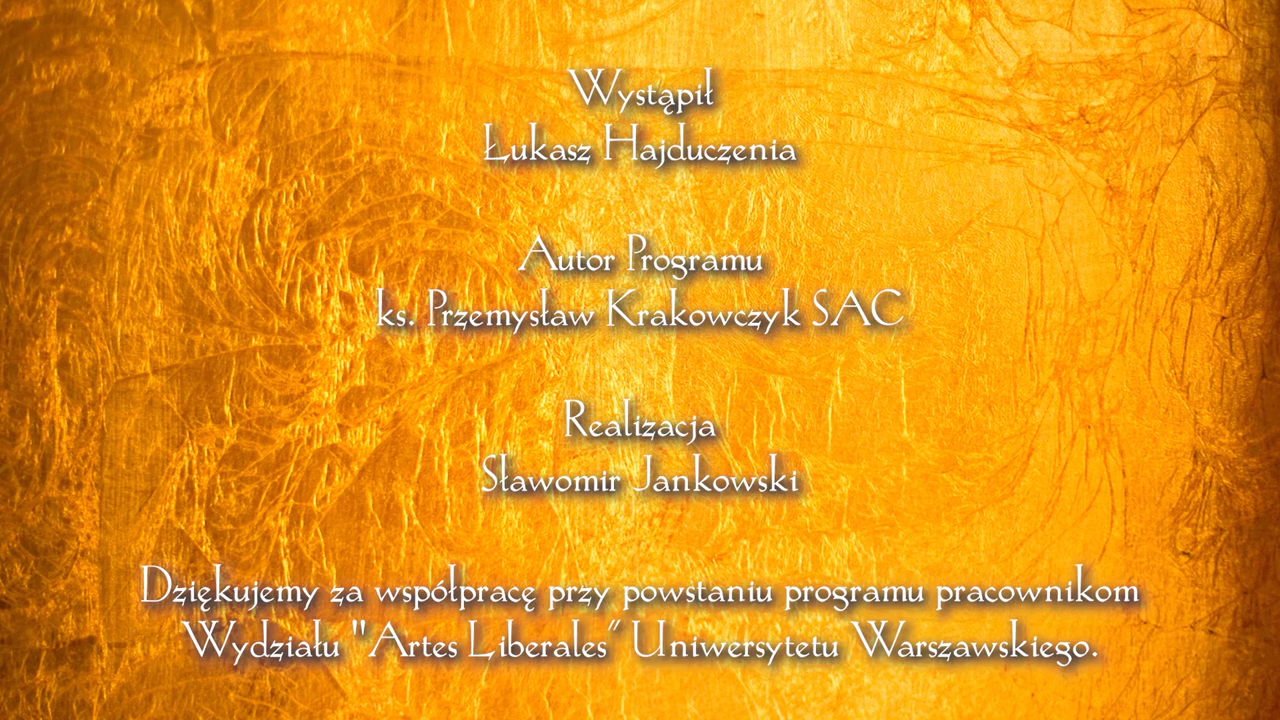 Wystąpił
Łukasz Hajduczenia
Autor Programu
ks. Przemysław Krakowczyk SAC
Realizacja
Sławomir Jankowski
Dziękujemy za współpracę przy powstaniu programu pracownikom
Wydziału "Artes Liberales” Uniwersytetu Warszawskiego.